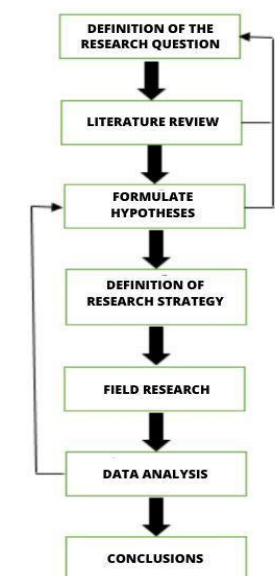 DEFINITION OF THE
RESEARCH QUESTION
LITERATURE REVIEW
FORMULATE
HYPOTHESES
DEFINITION OF
RESEARCH STRATEGY
FIELD RESEARCH
DATA ANALYSIS
CONCLUSIONS